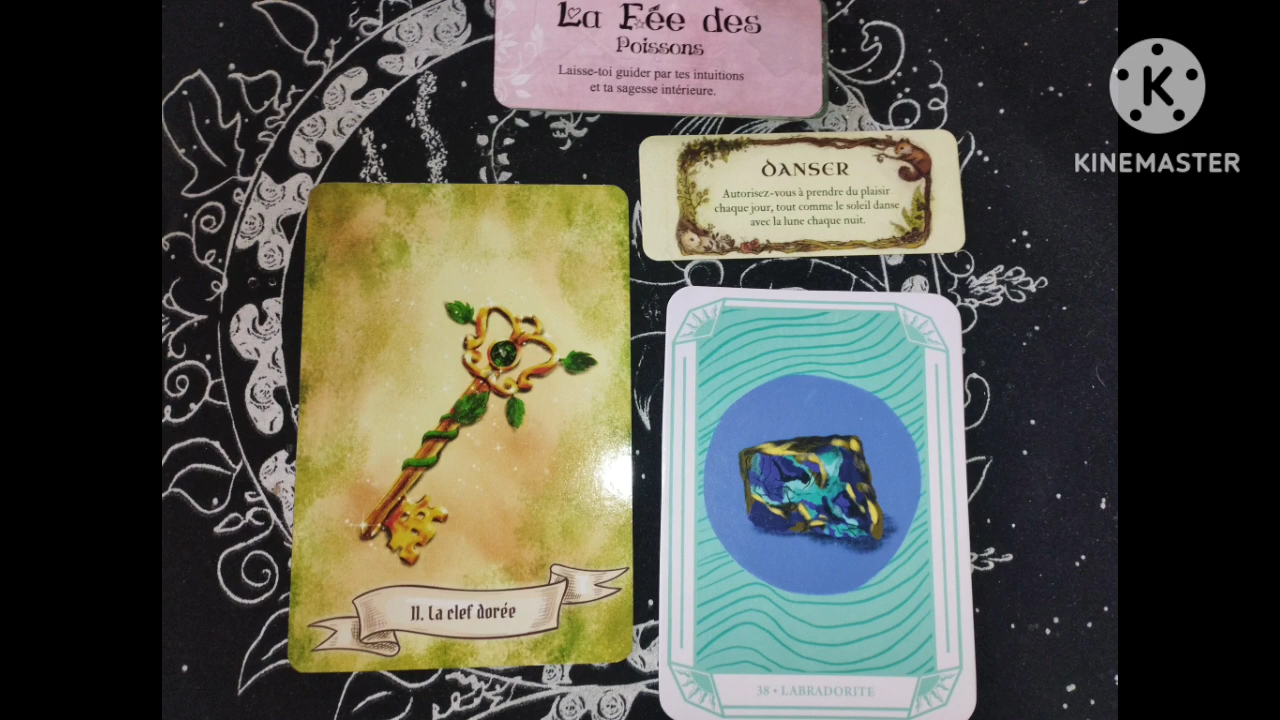 La Fée des
Poissons
Laisse-toi guider par tes intuitions
et ta sagesse intérieure.
K
KINEMASTER
DANSER
Autorisez-vous à prendre du plaisir
chaque jour, tout comme le soleil danse
avec la lune chaque nuit.
II. La clef dorée
38 • LABRADORITE